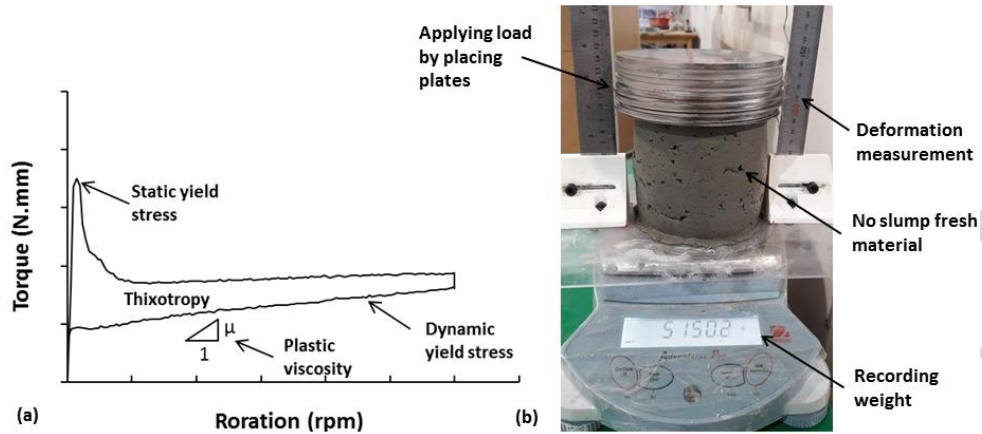 Torque (N.mm)
Static yield
stress
Thixotropy
μ
1
Plastic
viscosity
Dynamic
yield stress
(a)
Roration (rpm)
Applying load
by placing
plates
Deformation
measurement
No slump fresh
material
5150.2
Recording
weight
(b)